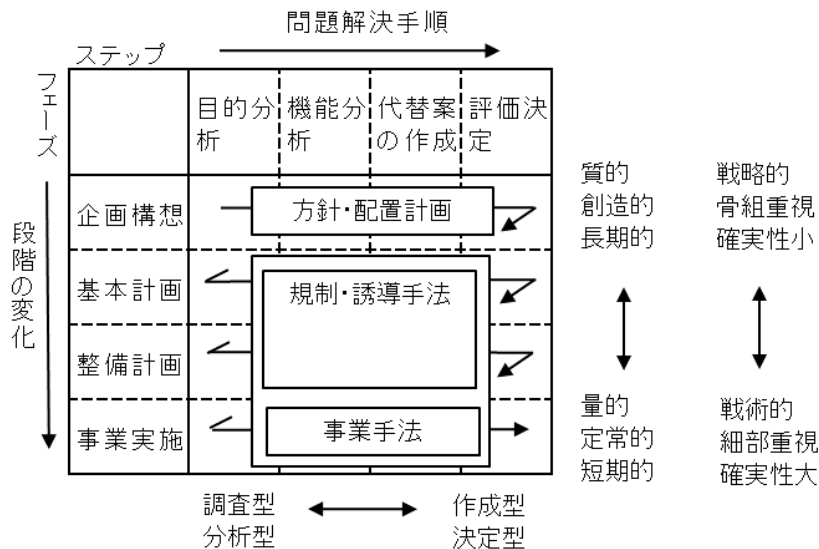 問題解決手順
ステップ
フェーズ
目的分
析
機能分
析
代替案
の作成
評価決
定
段階の変化
企画構想
方針・配置計画
基本計画
規制・誘導手法
整備計画
事業実施
事業手法
質的
創造的
長期的
戦略的
骨組重視
確実性小
量的
定常的
短期的
戦術的
細部重視
確実性大
調査型
分析型
作成型
決定型